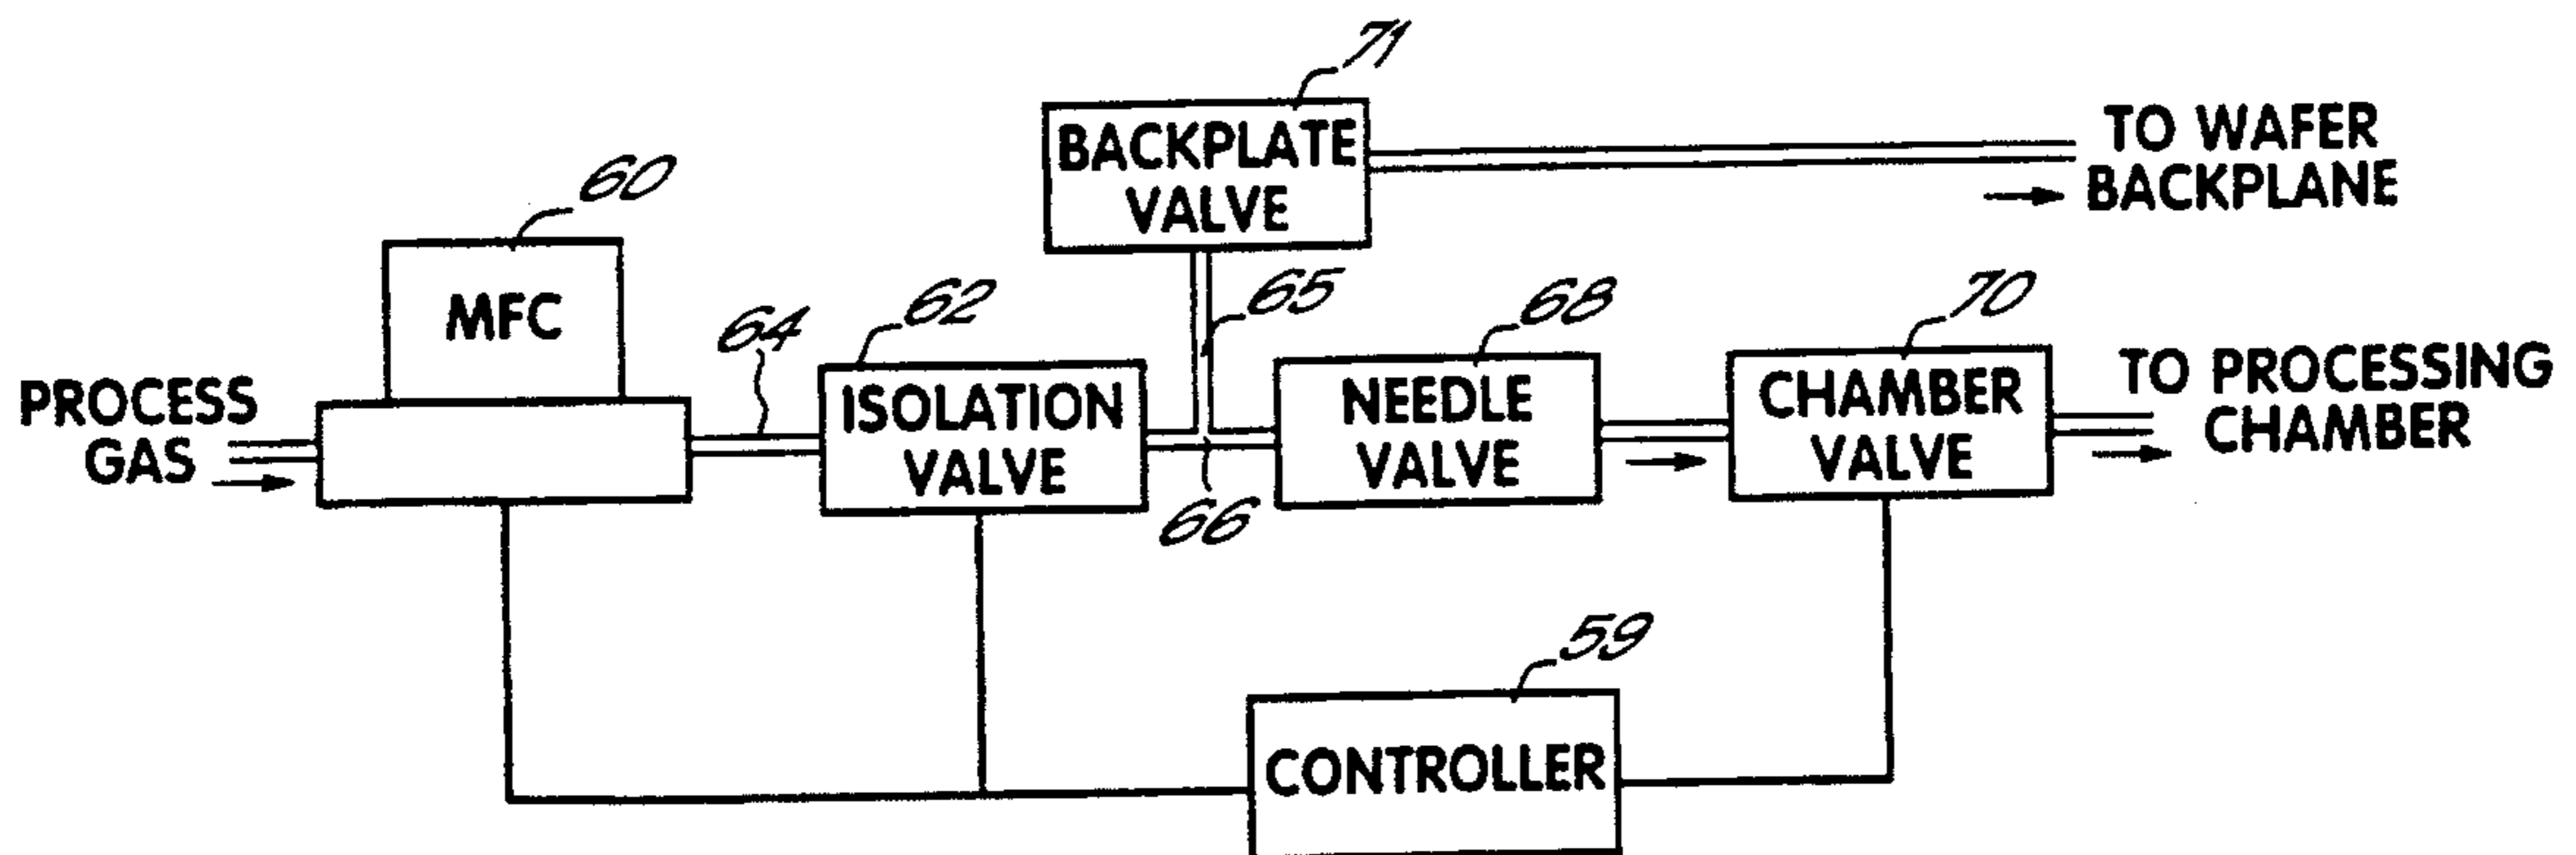 71
BACKPLATE
VALVE
TO WAFER
BACKPLANE
60
MFC
64
62
65
68
70
PROCESS
GAS
ISOLATION
VALVE
66
NEEDLE
VALVE
CHAMBER
VALVE
TO PROCESSING
CHAMBER
59
CONTROLLER